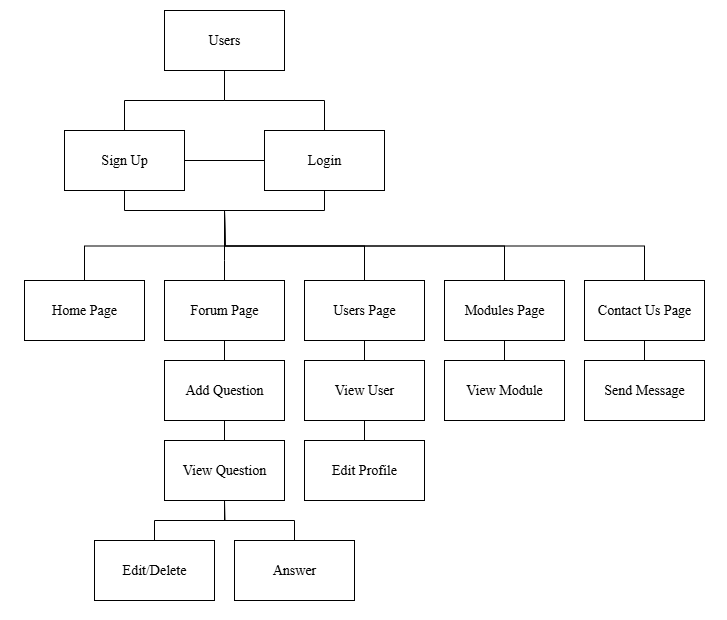 Users
Sign Up
Login
Home Page
Forum Page
Users Page
Modules Page
Contact Us Page
Add Question
View User
View Module
Send Message
View Question
Edit Profile
Edit/Delete
Answer